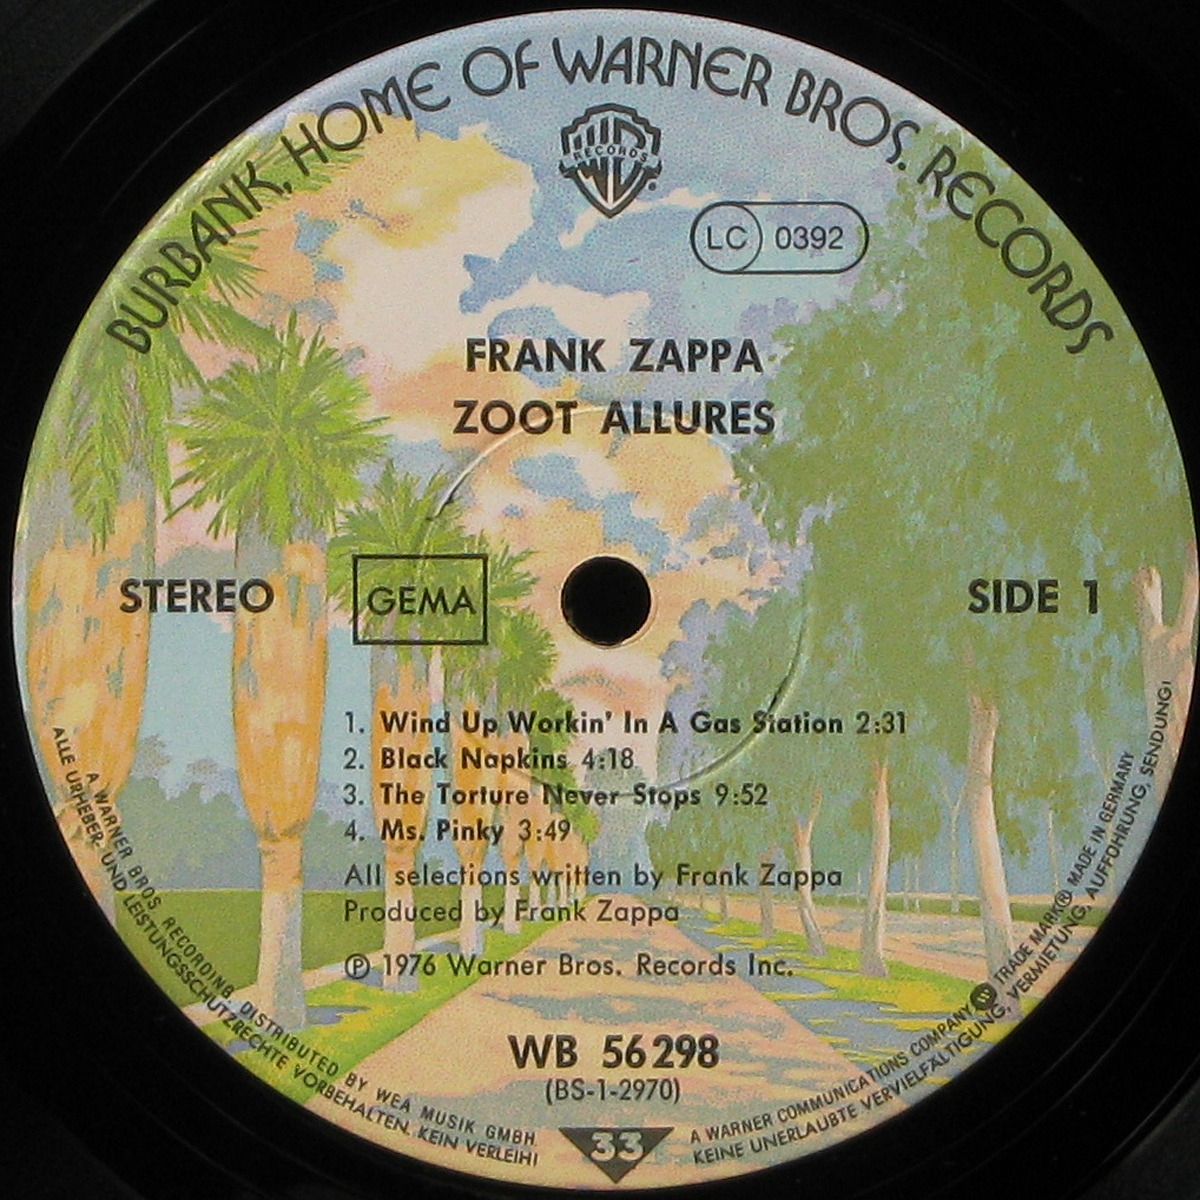 BURBANK, HOME OF WARNER BROS. RECORDS
RECORDS
LC 0392
FRANK ZAPPA
ZOOT ALLURES
STEREO
GEMA
SIDE 1
1. Wind Up Workin' In A Gas Station 2:31
2. Black Napkins 4:18
3. The Torture Never Stops 9:52
4. Ms. Pinky 3:49
All selections written by Frank Zappa
Produced by Frank Zappa
Ⓟ 1976 Warner Bros. Records Inc.
WB 56 298
(BS-1-2970)
33
A WARNER BROS RECORDING, DISTRIBUTED BY WEA MUSIK GMBH
A WARNER COMMUNICATIONS COMPANY TRADE MARK® MADE IN GERMANY
ALLE URHEBER- UND LEISTUNGSSCHUTZRECHTE VORBEHALTEN, KEIN VERLEIH!
KEINE UNERLAUBTE VERVIELFÄLTIGUNG, VERMIETUNG, AUFFÜHRUNG, SENDUNG!